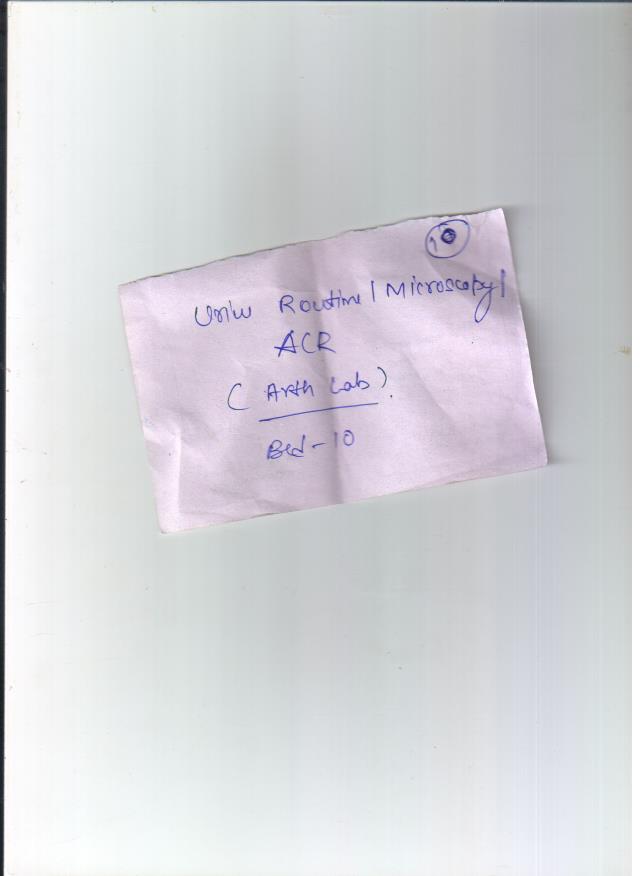 10
Urine Routine / Microscopy /
ACR
(Arth Lab).
Bed - 10